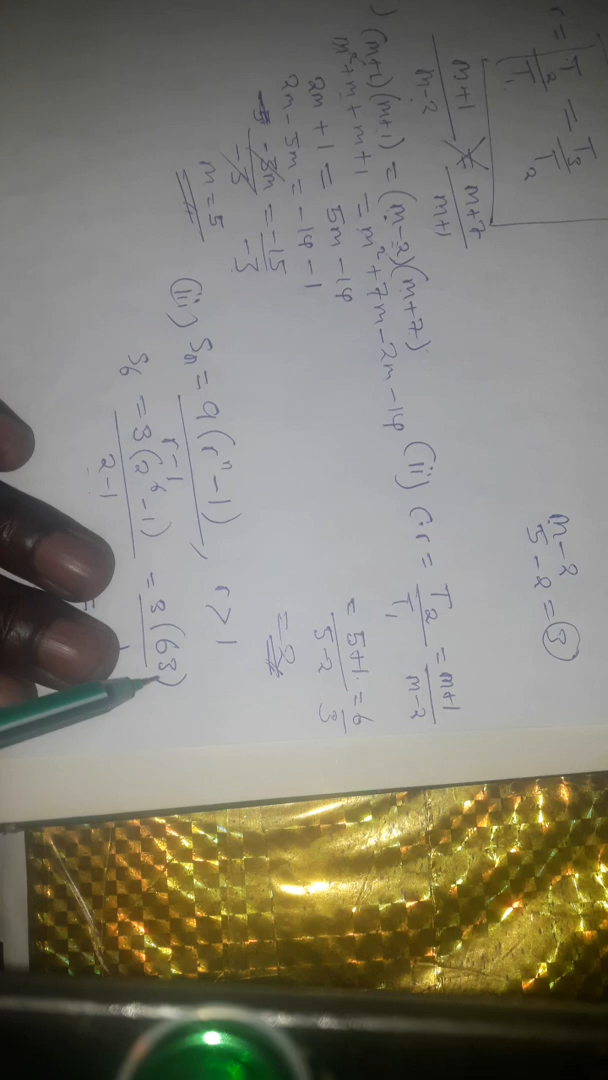 r = T2/T1 = T3/T2
m+1/m-2 = m+7/m+1
) (m+1)(m+1) = (m-2)(m+7)
m²+m+m+1 = m²+7m-2m-14
2m+1 = 5m-14
2m-5m = -14-1
-3m/-3 = -15/-3
m = 5
m-2
5-2 = 3
(ii) C.r = T2/T1 = m+1/m-2
= 5+1/5-2 = 6/3
= 2
(iii) Sn = a(r^n-1)/r-1, r>1
S6 = 3(2^6-1)/2-1 = 3(63)